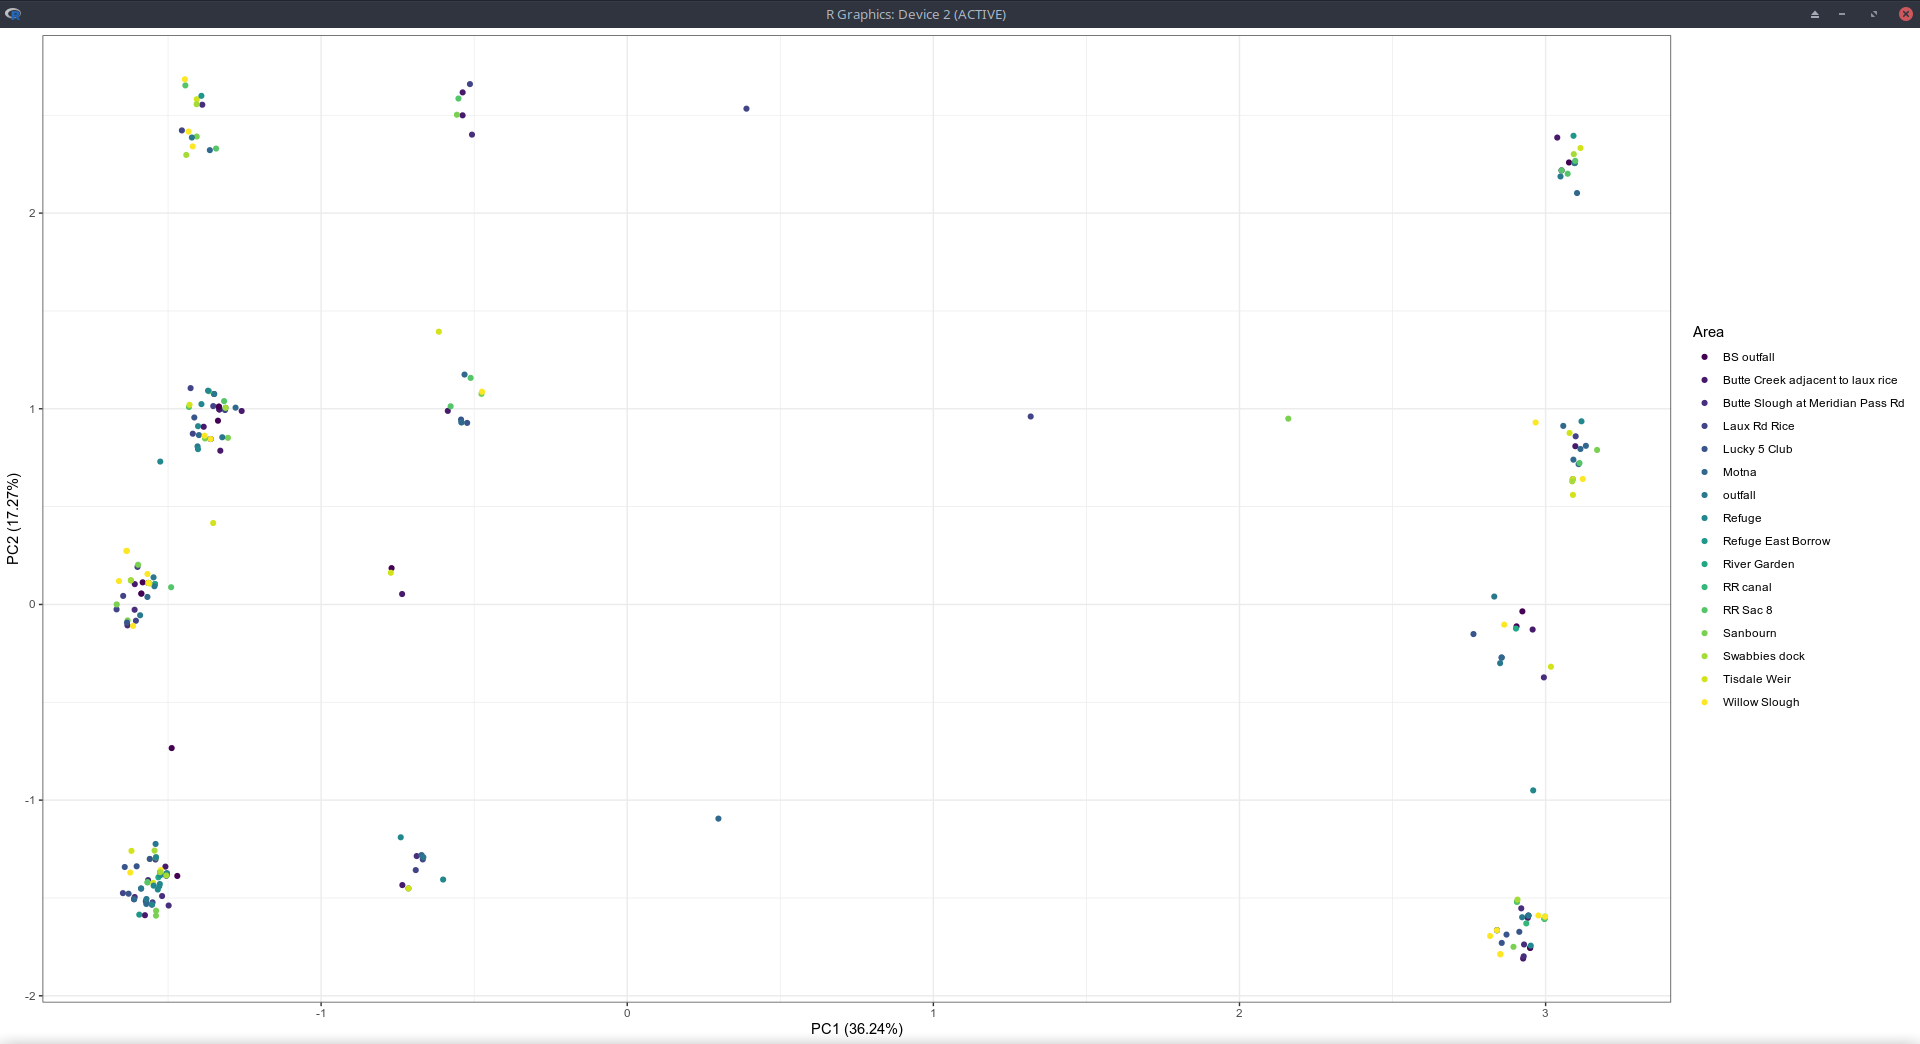 R Graphics: Device 2 (ACTIVE)
PC2 (17.27%)
2
1
0
-1
-2
-1
0
1
2
3
PC1 (36.24%)
Area
BS outfall
Butte Creek adjacent to laux rice
Butte Slough at Meridian Pass Rd
Laux Rd Rice
Lucky 5 Club
Motna
outfall
Refuge
Refuge East Borrow
River Garden
RR canal
RR Sac 8
Sanbourn
Swabbies dock
Tisdale Weir
Willow Slough